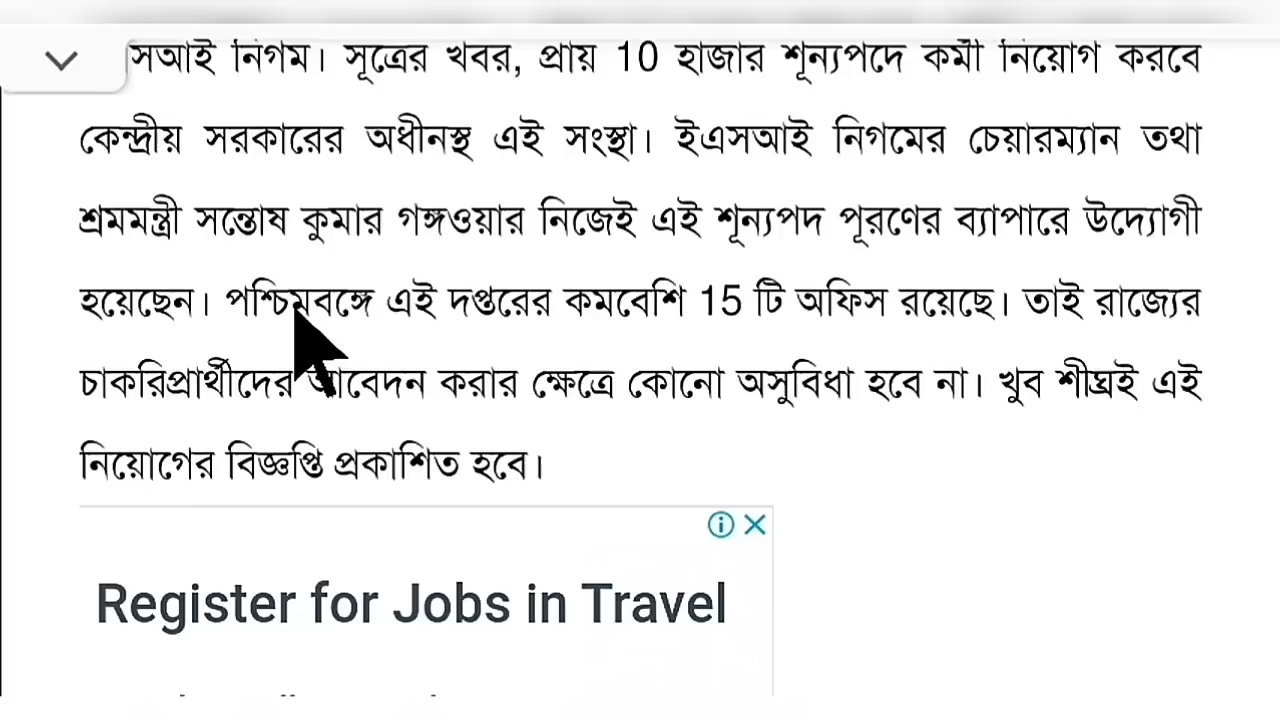 সআই নিগম। সূত্রের খবর, প্রায় 10 হাজার শূন্যপদে কর্মী নিয়োগ করবে
কেন্দ্রীয় সরকারের অধীনস্থ এই সংস্থা। ইএসআই নিগমের চেয়ারম্যান তথা
শ্রমমন্ত্রী সন্তোষ কুমার গঙ্গওয়ার নিজেই এই শূন্যপদ পূরণের ব্যাপারে উদ্যোগী
হয়েছেন। পশ্চিমবঙ্গে এই দপ্তরের কমবেশি 15 টি অফিস রয়েছে। তাই রাজ্যের
চাকরিপ্রার্থীদের আবেদন করার ক্ষেত্রে কোনো অসুবিধা হবে না। খুব শীঘ্রই এই
নিয়োগের বিজ্ঞপ্তি প্রকাশিত হবে।
Register for Jobs in Travel